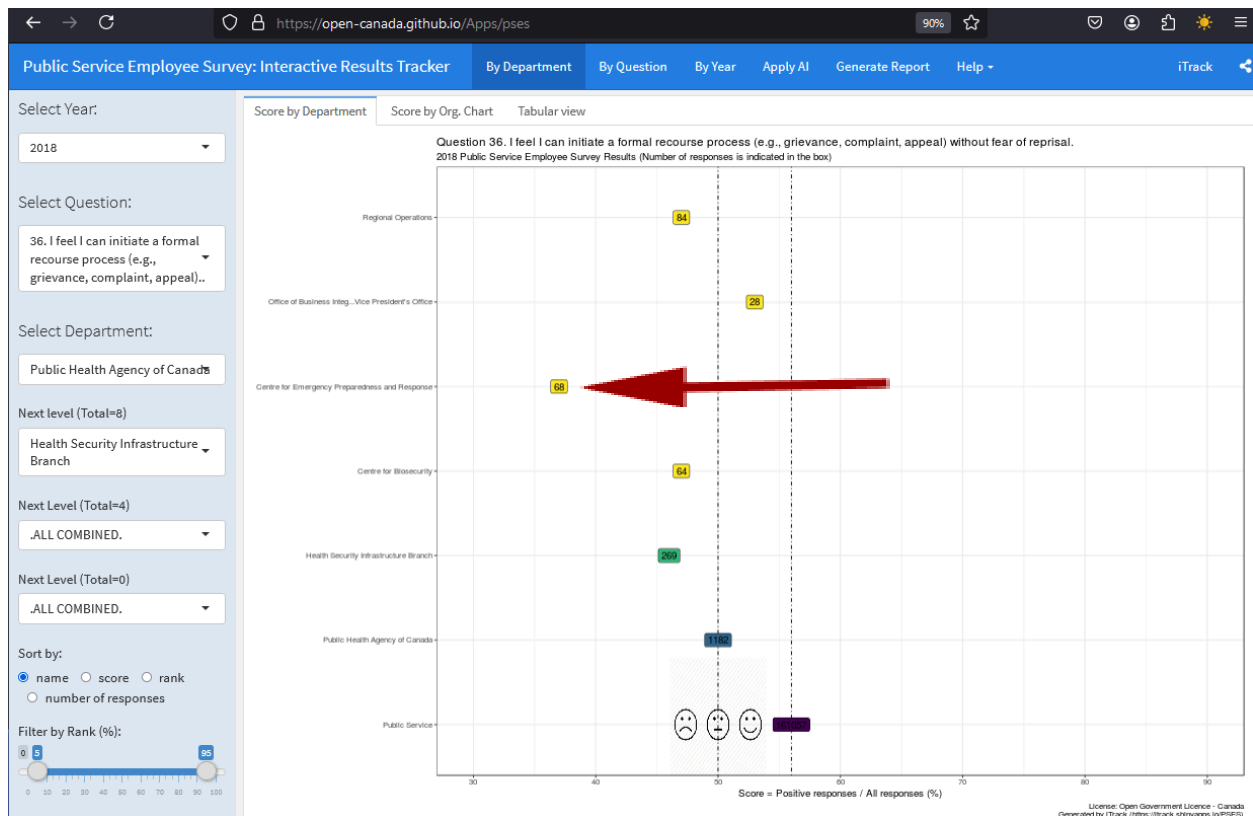 https://open-canada.github.io/Apps/pses
90%
Public Service Employee Survey: Interactive Results Tracker
By Department
By Question
By Year
Apply AI
Generate Report
Help
iTrack
Select Year:
2018
Select Question:
36. I feel I can initiate a formal
recourse process (e.g.,
grievance, complaint, appeal)..
Select Department:
Public Health Agency of Canada
Next level (Total=8)
Health Security Infrastructure
Branch
Next Level (Total=4)
.ALL COMBINED.
Next Level (Total=0)
.ALL COMBINED.
Sort by:
name
score
rank
number of responses
Filter by Rank (%):
0
5
95
0 10 20 30 40 50 60 70 80 90 100
Score by Department
Score by Org. Chart
Tabular view
Question 36. I feel I can initiate a formal recourse process (e.g., grievance, complaint, appeal) without fear of reprisal.
2018 Public Service Employee Survey Results (Number of responses is indicated in the box)
Regional Operations
84
Office of Business Integ...Vice President's Office
28
Centre for Emergency Preparedness and Response
68
Centre for Biosecurity
64
Health Security Infrastructure Branch
269
Public Health Agency of Canada
1182
Public Service
30 40 50 60 70 80 90
Score = Positive responses / All responses (%)
License: Open Government Licence - Canada
Generated by iTrack (https://itrack.shinyapps.io/PSES)